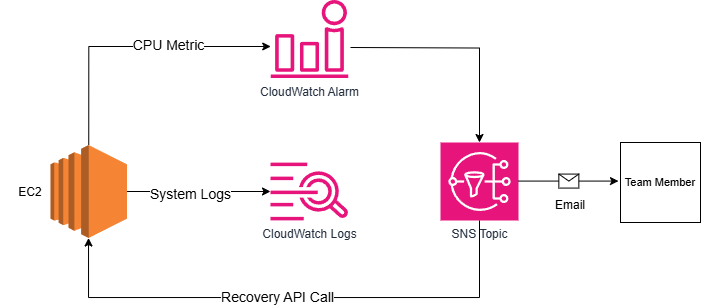 CPU Metric
CloudWatch Alarm
EC2
System Logs
CloudWatch Logs
SNS Topic
Email
Team Member
Recovery API Call